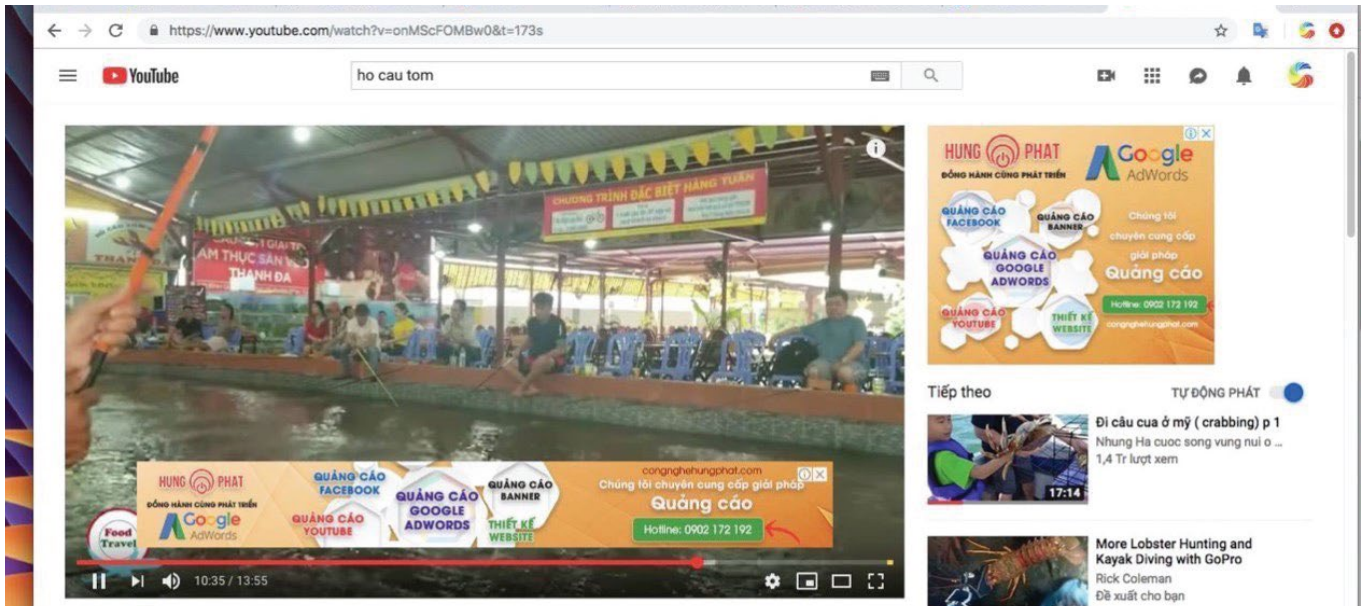 https://www.youtube.com/watch?v=onMScFOMBw0&t=173s
YouTube
ho cau tom
CHƯƠNG TRÌNH ĐẶC BIỆT HÀNG TUẦN
THANH ĐA
Food
Travel
HUNG PHAT
ĐỒNG HÀNH CÙNG PHÁT TRIỂN
Google
AdWords
QUẢNG CÁO
FACEBOOK
QUẢNG CÁO
YOUTUBE
QUẢNG CÁO
GOOGLE
ADWORDS
QUẢNG CÁO
BANNER
THIẾT KẾ
WEBSITE
congnghehungphat.com
Chúng tôi chuyên cung cấp giải pháp
Quảng cáo
Hotline: 0902 172 192
10:35 / 13:55
HUNG PHAT
ĐỒNG HÀNH CÙNG PHÁT TRIỂN
Google
AdWords
QUẢNG CÁO
FACEBOOK
QUẢNG CÁO
BANNER
QUẢNG CÁO
GOOGLE
ADWORDS
QUẢNG CÁO
YOUTUBE
THIẾT KẾ
WEBSITE
Chúng tôi
chuyên cung cấp
giải pháp
Quảng cáo
Hotline: 0902 172 192
congnghehungphat.com
Tiếp theo
TỰ ĐỘNG PHÁT
Đi câu cua ở mỹ ( crabbing) p 1
Nhung Ha cuoc song vung nui o ...
1,4 Tr lượt xem
17:14
More Lobster Hunting and
Kayak Diving with GoPro
Rick Coleman
Đề xuất cho bạn